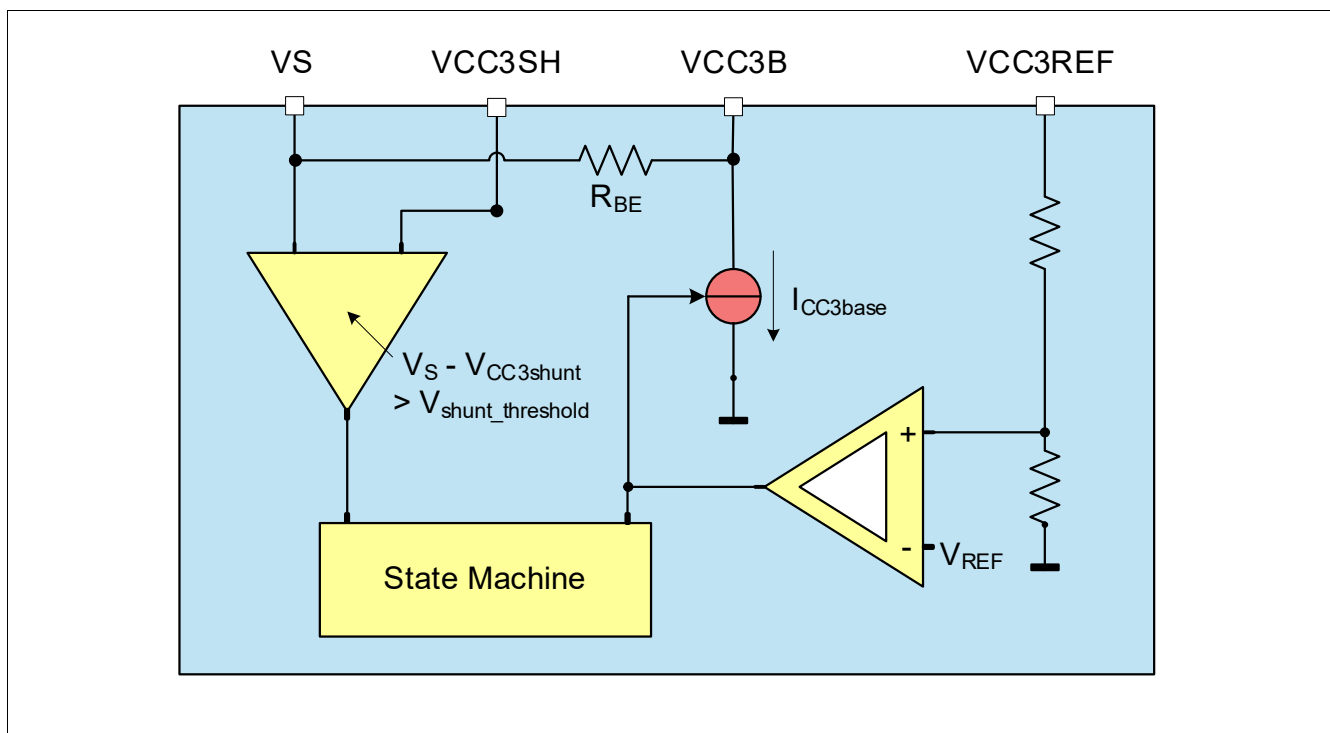 VS VCC3SH VCC3B VCC3REF
RBE
ICC3base
VS - VCC3shunt
> Vshunt_threshold
+
- VREF
State Machine